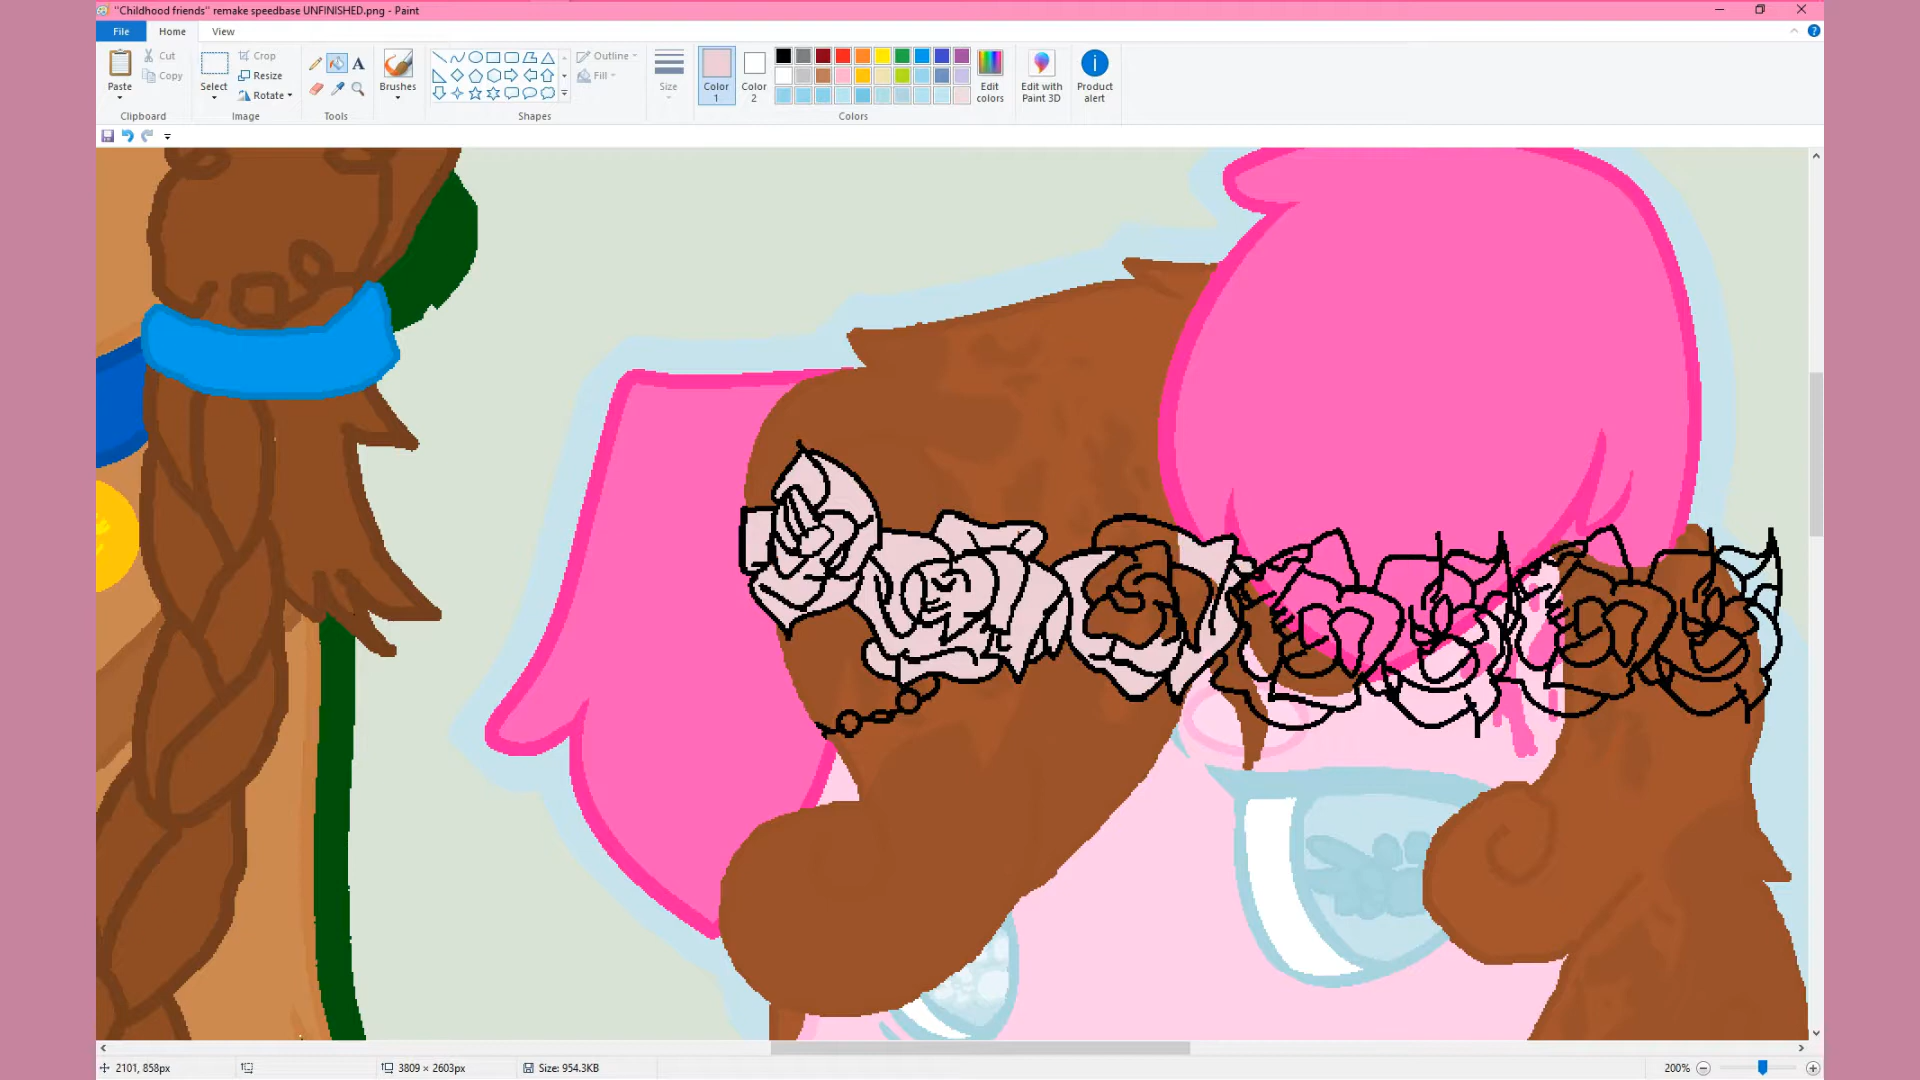 "Childhood friends" remake speedbase UNFINISHED.png - Paint
File Home View
Paste Cut Copy
Clipboard
Select Crop Resize Rotate
Image
A
Tools
Brushes
Outline Fill
Shapes
Size
Color 1
Color 2
Edit colors
Colors
Edit with Paint 3D
Product alert
2101, 858px
3809 × 2603px
Size: 954.3KB
200%